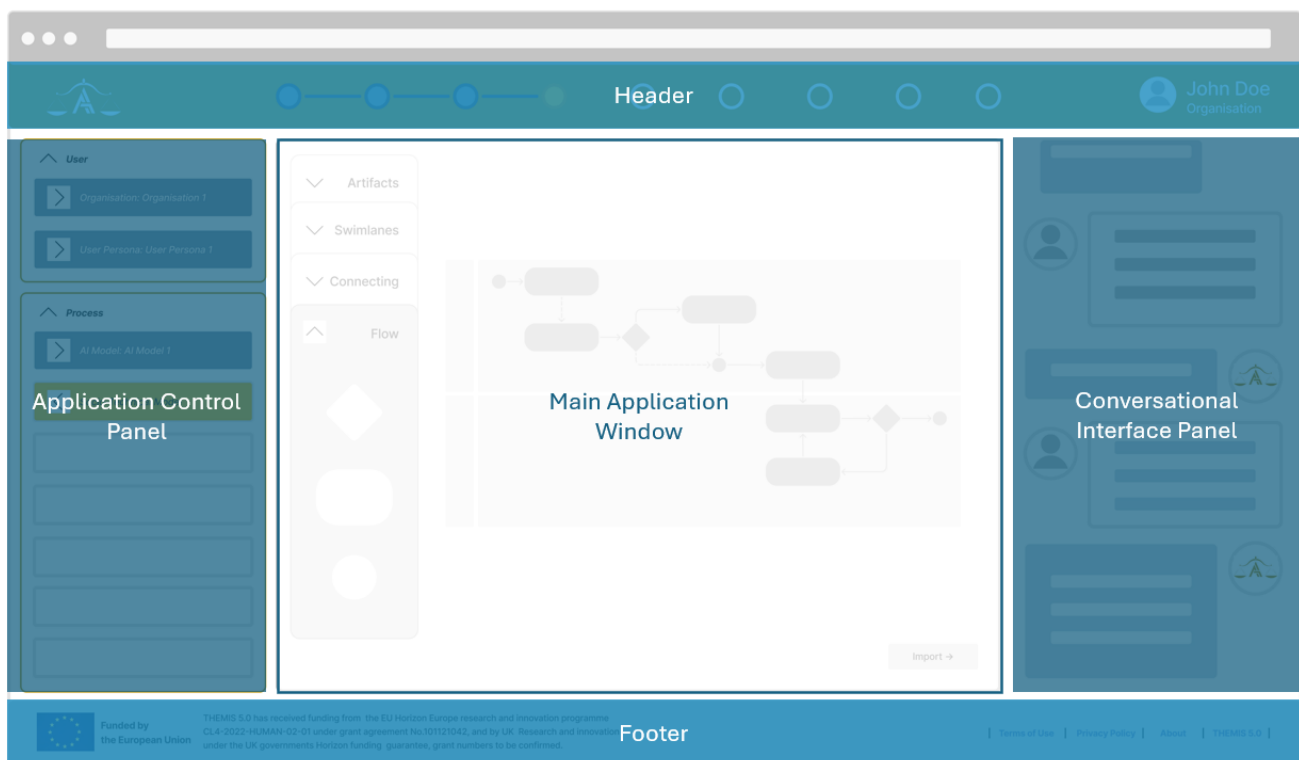 Header
John Doe
Organisation
User
Organisation: Organisation 1
User Persona: User Persona 1
Process
AI Model: AI Model 1
Application Control
Panel
Artifacts
Swimlanes
Connecting
Flow
Main Application
Window
Import →
Conversational
Interface Panel
Funded by
the European Union
THEMIS 5.0 has received funding from the EU Horizon Europe research and innovation programme
CL4-2022-HUMAN-02-01 under grant agreement No.101121042, and by UK Research and innovation
under the UK governments Horizon funding guarantee, grant numbers to be confirmed.
Footer
| Terms of Use | Privacy Policy | About | THEMIS 5.0 |